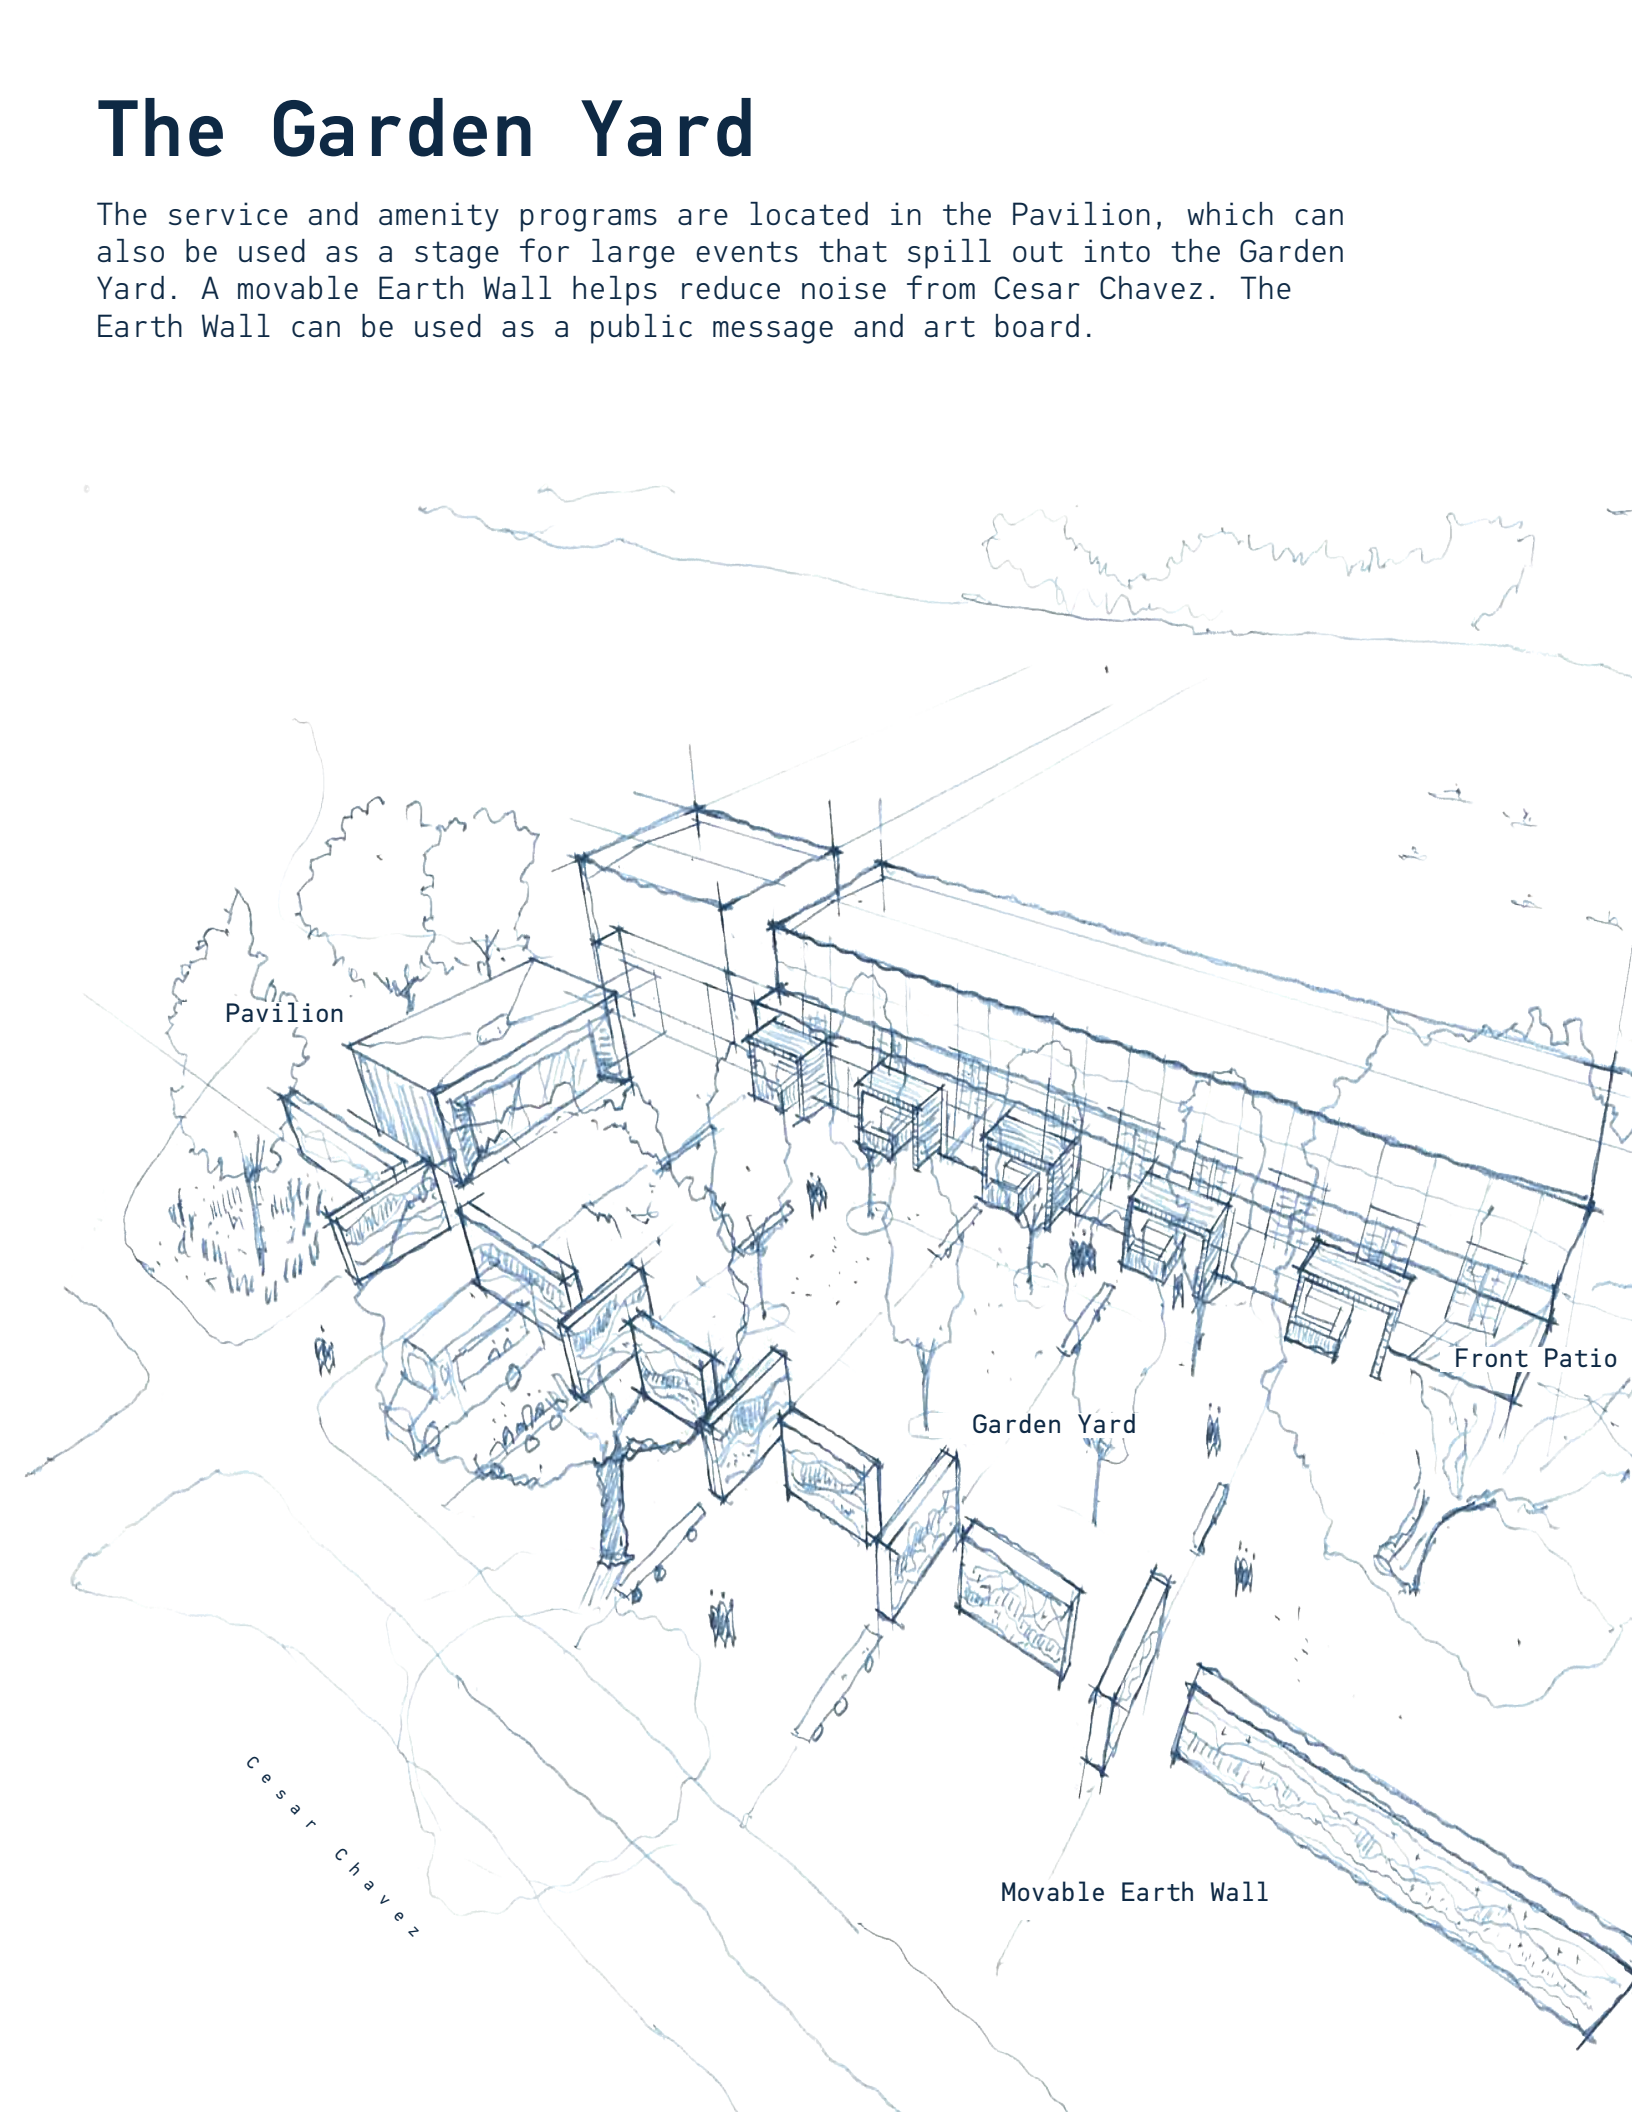 The Garden Yard
The service and amenity programs are located in the Pavilion, which can
also be used as a stage for large events that spill out into the Garden
Yard. A movable Earth Wall helps reduce noise from Cesar Chavez. The
Earth Wall can be used as a public message and art board.
Pavilion
Front Patio
Garden Yard
Cesar Chavez
Movable Earth Wall